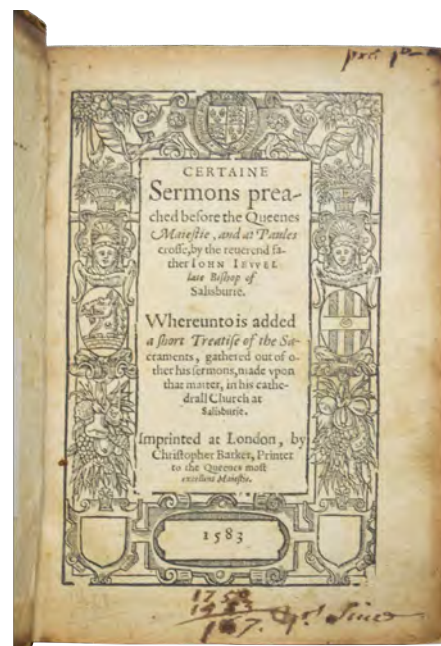 CERTAINE
Sermons prea-
ched before the Queenes
Maiestie, and at Paules
crosse, by the reuerend fa-
ther IOHN IEWEL
late Bishop of
Salisburie.
Whereunto is added
a short Treatise of the Sa-
craments, gathered out of o-
ther his sermons, made vpon
that matter, in his cathe-
drall Church at
Salisburie.
Imprinted at London, by
Christopher Barker, Printer
to the Queenes most
excellent Maiestie.
1583
1750
1583
167.